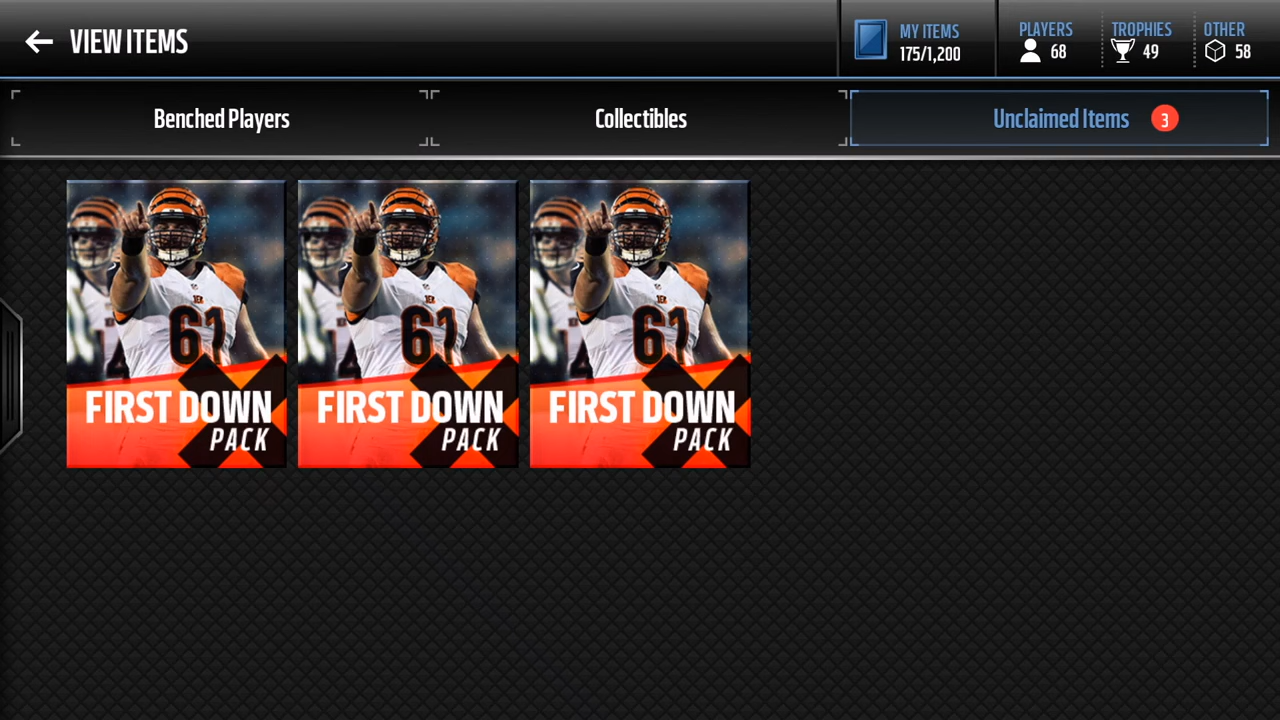 VIEW ITEMS
MY ITEMS
175/1,200
PLAYERS
68
TROPHIES
49
OTHER
58
Benched Players
Collectibles
Unclaimed Items 3
61
FIRST DOWN
PACK
61
FIRST DOWN
PACK
61
FIRST DOWN
PACK